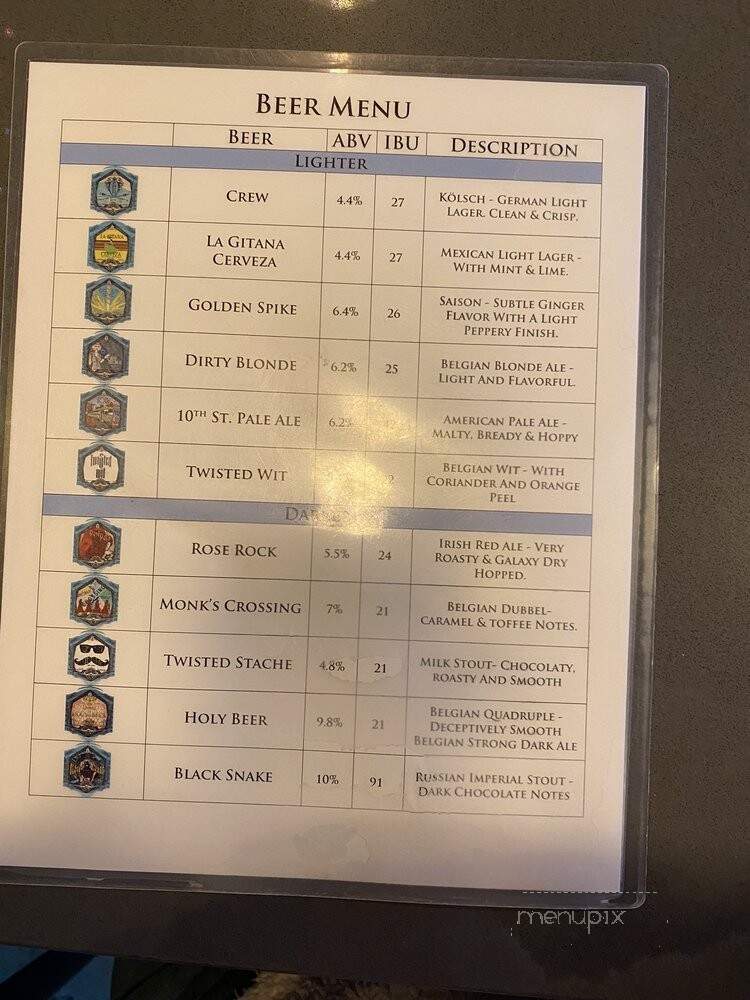 BEER MENU
BEER ABV IBU DESCRIPTION
LIGHTER
CREW 4.4% 27 KÖLSCH - GERMAN LIGHT
LAGER. CLEAN & CRISP.
LA GITANA
CERVEZA 4.4% 27 MEXICAN LIGHT LAGER -
WITH MINT & LIME.
GOLDEN SPIKE 6.4% 26 SAISON - SUBTLE GINGER
FLAVOR WITH A LIGHT
PEPPERY FINISH.
DIRTY BLONDE 6.2% 25 BELGIAN BLONDE ALE -
LIGHT AND FLAVORFUL.
10TH ST. PALE ALE 6.2% AMERICAN PALE ALE -
MALTY, BREADY & HOPPY
TWISTED WIT BELGIAN WIT - WITH
CORIANDER AND ORANGE
PEEL
ROSE ROCK 5.5% 24 IRISH RED ALE - VERY
ROASTY & GALAXY DRY
HOPPED.
MONK'S CROSSING 7% 21 BELGIAN DUBBEL-
CARAMEL & TOFFEE NOTES.
TWISTED STACHE 4.8% 21 MILK STOUT- CHOCOLATY,
ROASTY AND SMOOTH
HOLY BEER 9.8% 21 BELGIAN QUADRUPLE -
DECEPTIVELY SMOOTH
BELGIAN STRONG DARK ALE
BLACK SNAKE 10% 91 RUSSIAN IMPERIAL STOUT -
DARK CHOCOLATE NOTES
menupix